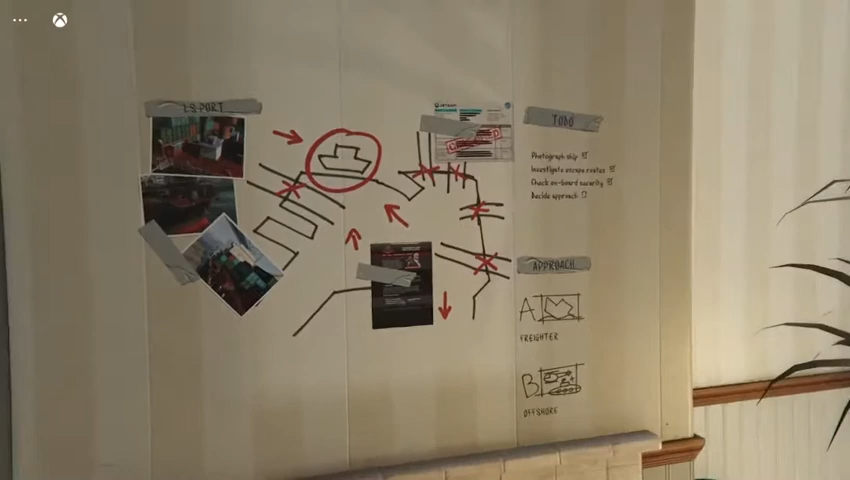 LS PORT
TODO
Photograph ship
Investigate escape routes
Check on-board security
Decide approach
APPROACH
A
FREIGHTER
B
OFFSHORE